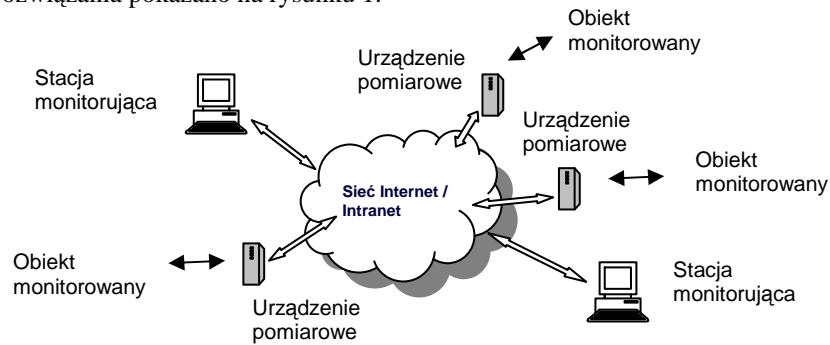 ozwiązania pokazano na rysunku 1.
Obiekt
monitorowany
Urządzenie
pomiarowe
Stacja
monitorująca
Urządzenie
pomiarowe
Obiekt
monitorowany
Sieć Internet /
Intranet
Obiekt
monitorowany
Urządzenie
pomiarowe
Stacja
monitorująca